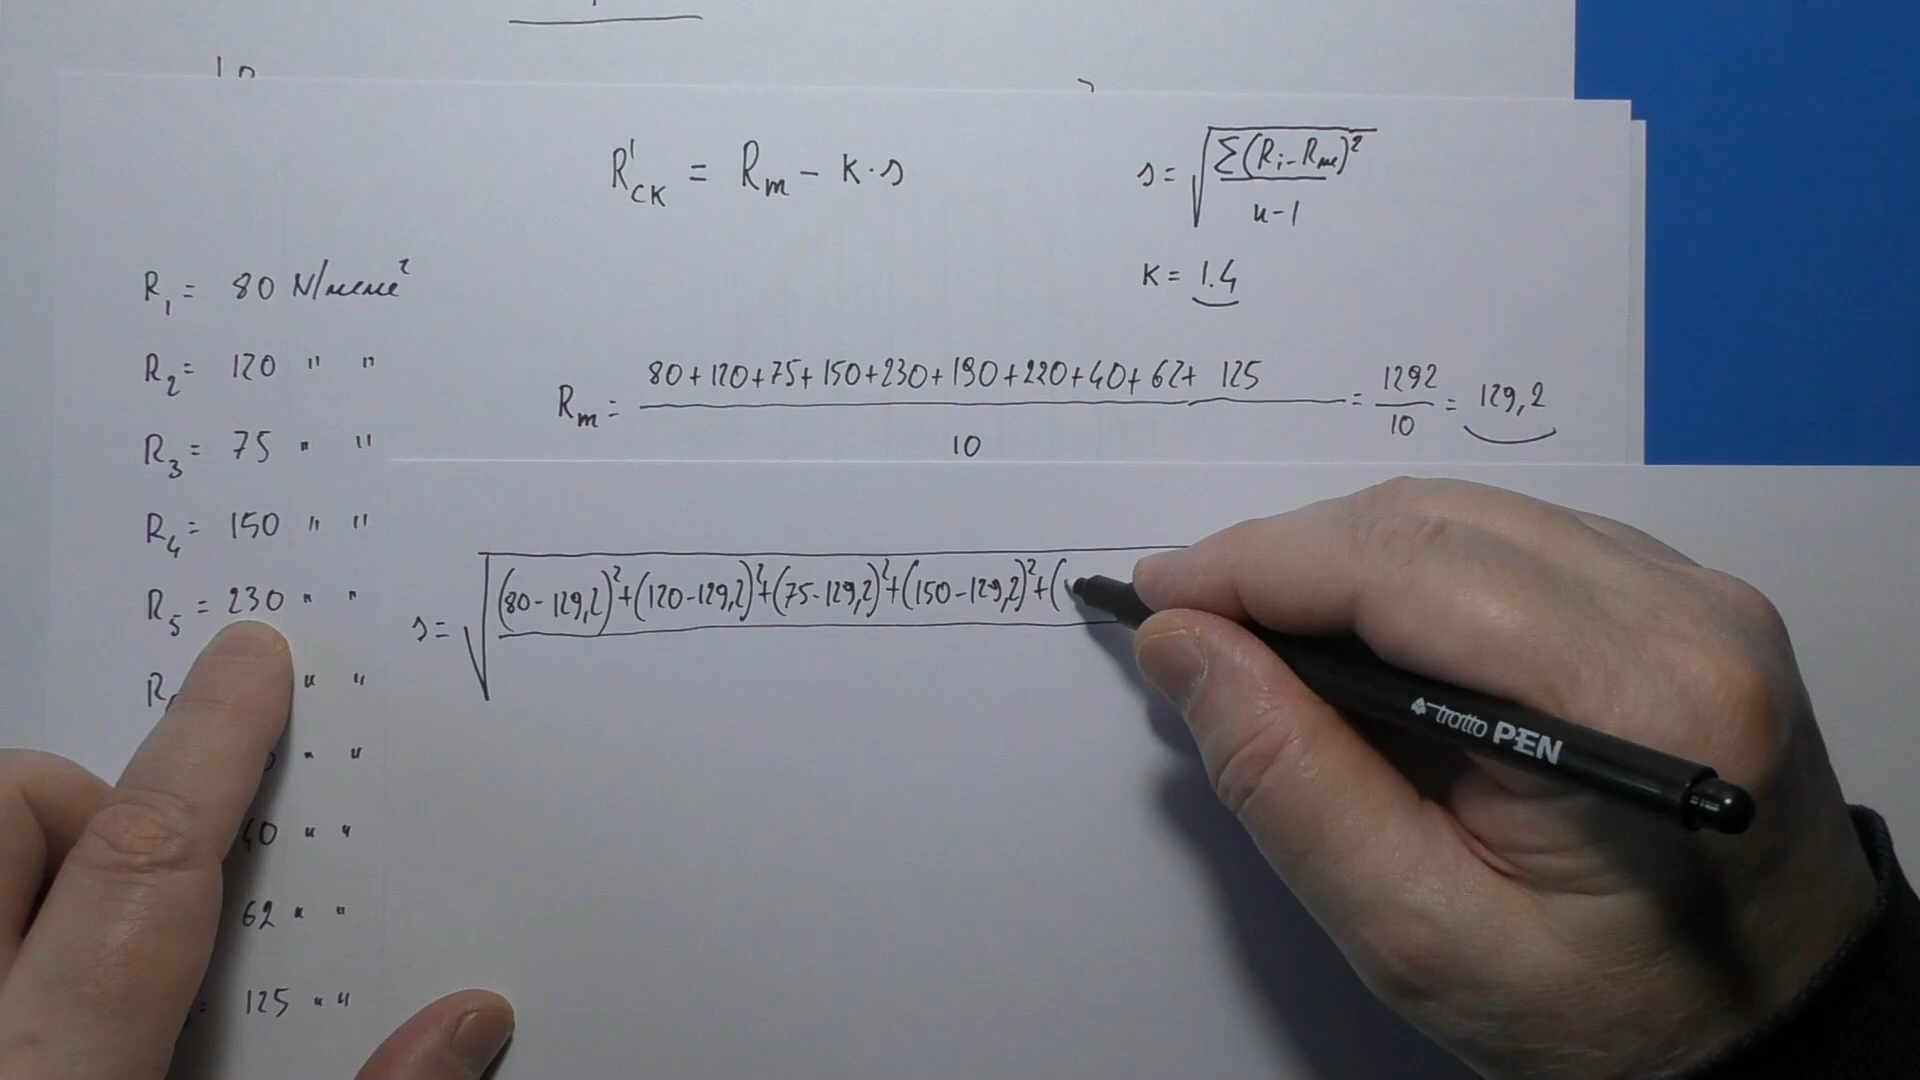 R'CK = Rm - K·s
s = √(Σ(Ri-Rm)² / n-1)
K = 1.4
R1 = 80 N/mm²
R2 = 120 " "
R3 = 75 " "
R4 = 150 " "
R5 = 230 " "
" "
" "
40 " "
62 " "
125 " "
Rm = 80+120+75+150+230+190+220+40+62+ 125 / 10 = 1292 / 10 = 129,2
s = √(80-129,2)²+(120-129,2)²+(75-129,2)²+(150-129,2)²+(
tratto PEN